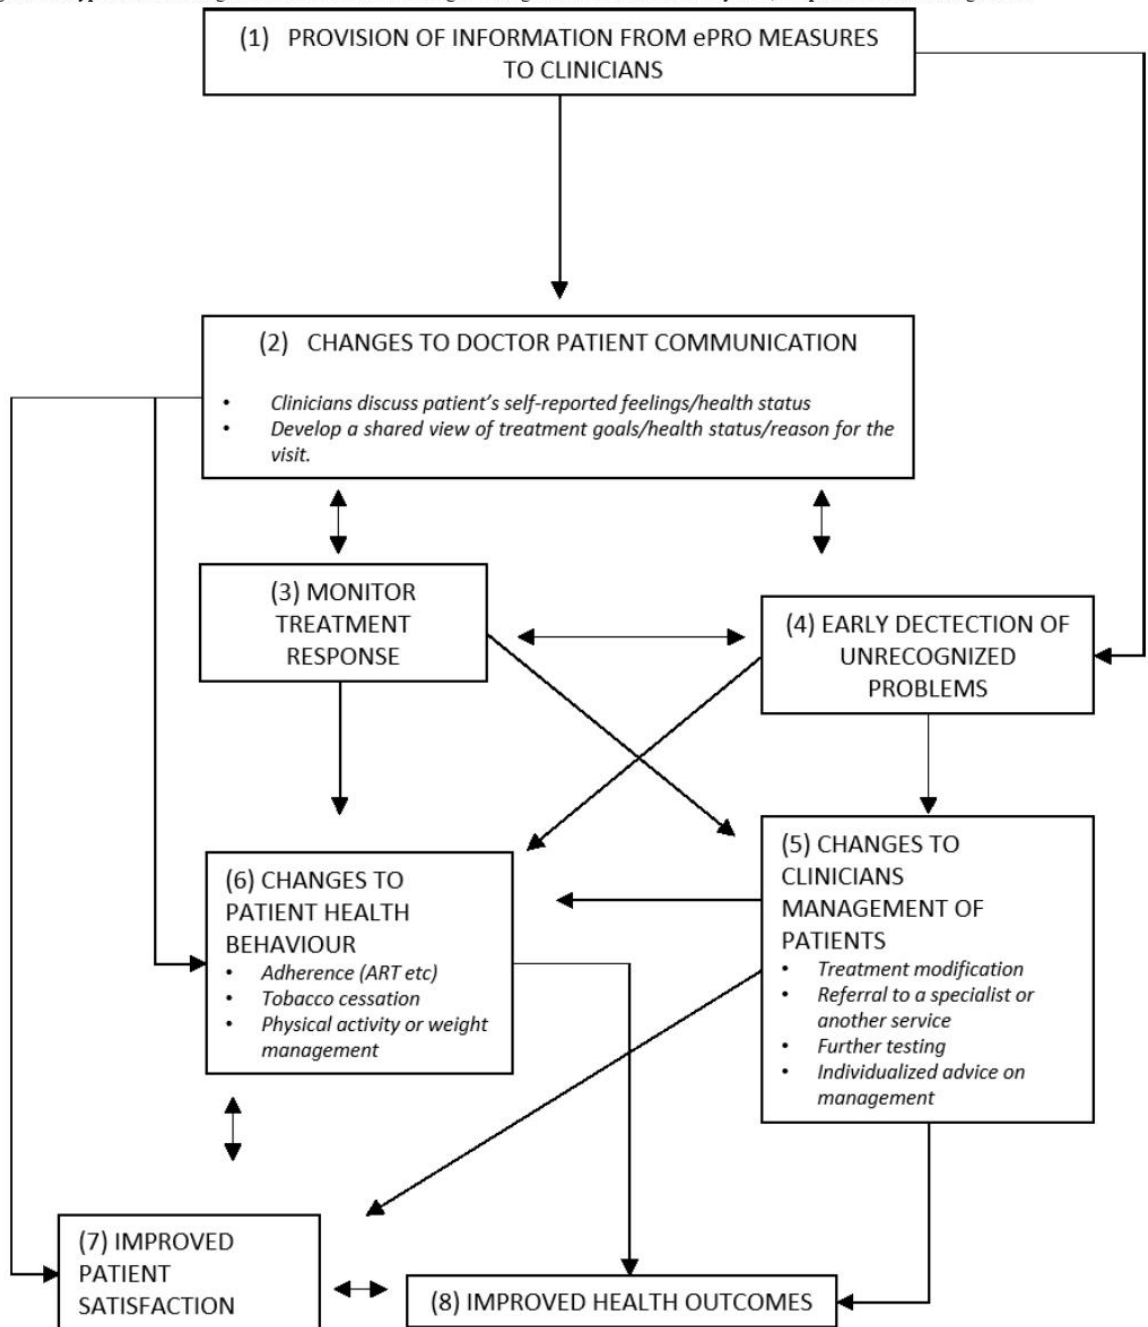 (1) PROVISION OF INFORMATION FROM ePRO MEASURES
TO CLINICIANS
(2) CHANGES TO DOCTOR PATIENT COMMUNICATION
• Clinicians discuss patient's self-reported feelings/health status
• Develop a shared view of treatment goals/health status/reason for the
visit.
(3) MONITOR
TREATMENT
RESPONSE
(4) EARLY DECTECTION OF
UNRECOGNIZED
PROBLEMS
(5) CHANGES TO
CLINICIANS
MANAGEMENT OF
PATIENTS
• Treatment modification
• Referral to a specialist or
another service
• Further testing
• Individualized advice on
management
(6) CHANGES TO
PATIENT HEALTH
BEHAVIOUR
• Adherence (ART etc)
• Tobacco cessation
• Physical activity or weight
management
(7) IMPROVED
PATIENT
SATISFACTION
(8) IMPROVED HEALTH OUTCOMES